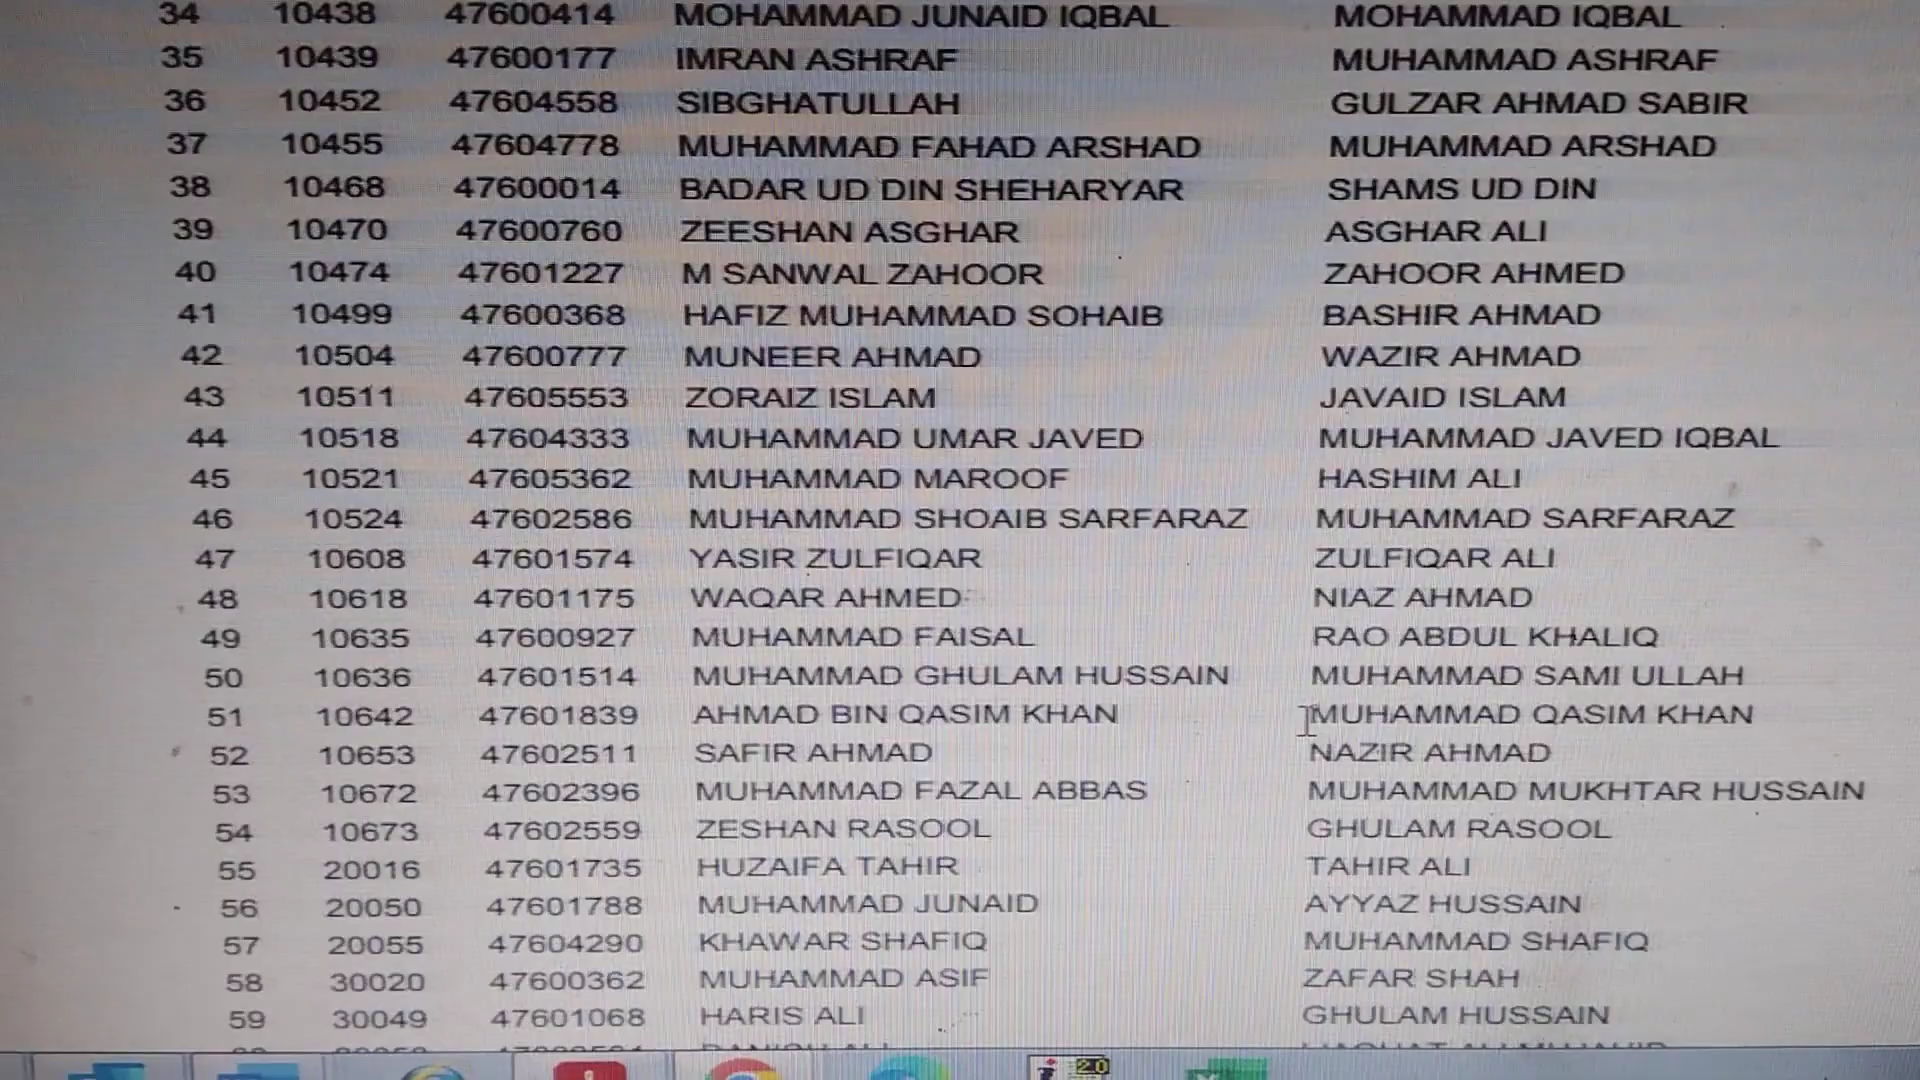 34 10438 47600414 MOHAMMAD JUNAID IQBAL MOHAMMAD IQBAL
35 10439 47600177 IMRAN ASHRAF MUHAMMAD ASHRAF
36 10452 47604558 SIBGHATULLAH GULZAR AHMAD SABIR
37 10455 47604778 MUHAMMAD FAHAD ARSHAD MUHAMMAD ARSHAD
38 10468 47600014 BADAR UD DIN SHEHARYAR SHAMS UD DIN
39 10470 47600760 ZEESHAN ASGHAR ASGHAR ALI
40 10474 47601227 M SANWAL ZAHOOR ZAHOOR AHMED
41 10499 47600368 HAFIZ MUHAMMAD SOHAIB BASHIR AHMAD
42 10504 47600777 MUNEER AHMAD WAZIR AHMAD
43 10511 47605553 ZORAIZ ISLAM JAVAID ISLAM
44 10518 47604333 MUHAMMAD UMAR JAVED MUHAMMAD JAVED IQBAL
45 10521 47605362 MUHAMMAD MAROOF HASHIM ALI
46 10524 47602586 MUHAMMAD SHOAIB SARFARAZ MUHAMMAD SARFARAZ
47 10608 47601574 YASIR ZULFIQAR ZULFIQAR ALI
48 10618 47601175 WAQAR AHMED NIAZ AHMAD
49 10635 47600927 MUHAMMAD FAISAL RAO ABDUL KHALIQ
50 10636 47601514 MUHAMMAD GHULAM HUSSAIN MUHAMMAD SAMI ULLAH
51 10642 47601839 AHMAD BIN QASIM KHAN MUHAMMAD QASIM KHAN
52 10653 47602511 SAFIR AHMAD NAZIR AHMAD
53 10672 47602396 MUHAMMAD FAZAL ABBAS MUHAMMAD MUKHTAR HUSSAIN
54 10673 47602559 ZESHAN RASOOL GHULAM RASOOL
55 20016 47601735 HUZAIFA TAHIR TAHIR ALI
56 20050 47601788 MUHAMMAD JUNAID AYYAZ HUSSAIN
57 20055 47604290 KHAWAR SHAFIQ MUHAMMAD SHAFIQ
58 30020 47600362 MUHAMMAD ASIF ZAFAR SHAH
59 30049 47601068 HARIS ALI GHULAM HUSSAIN
2.0